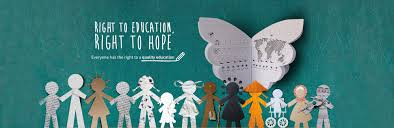 RIGHT TO EDUCATION,
RIGHT TO HOPE
Everyone has the right to a quality education